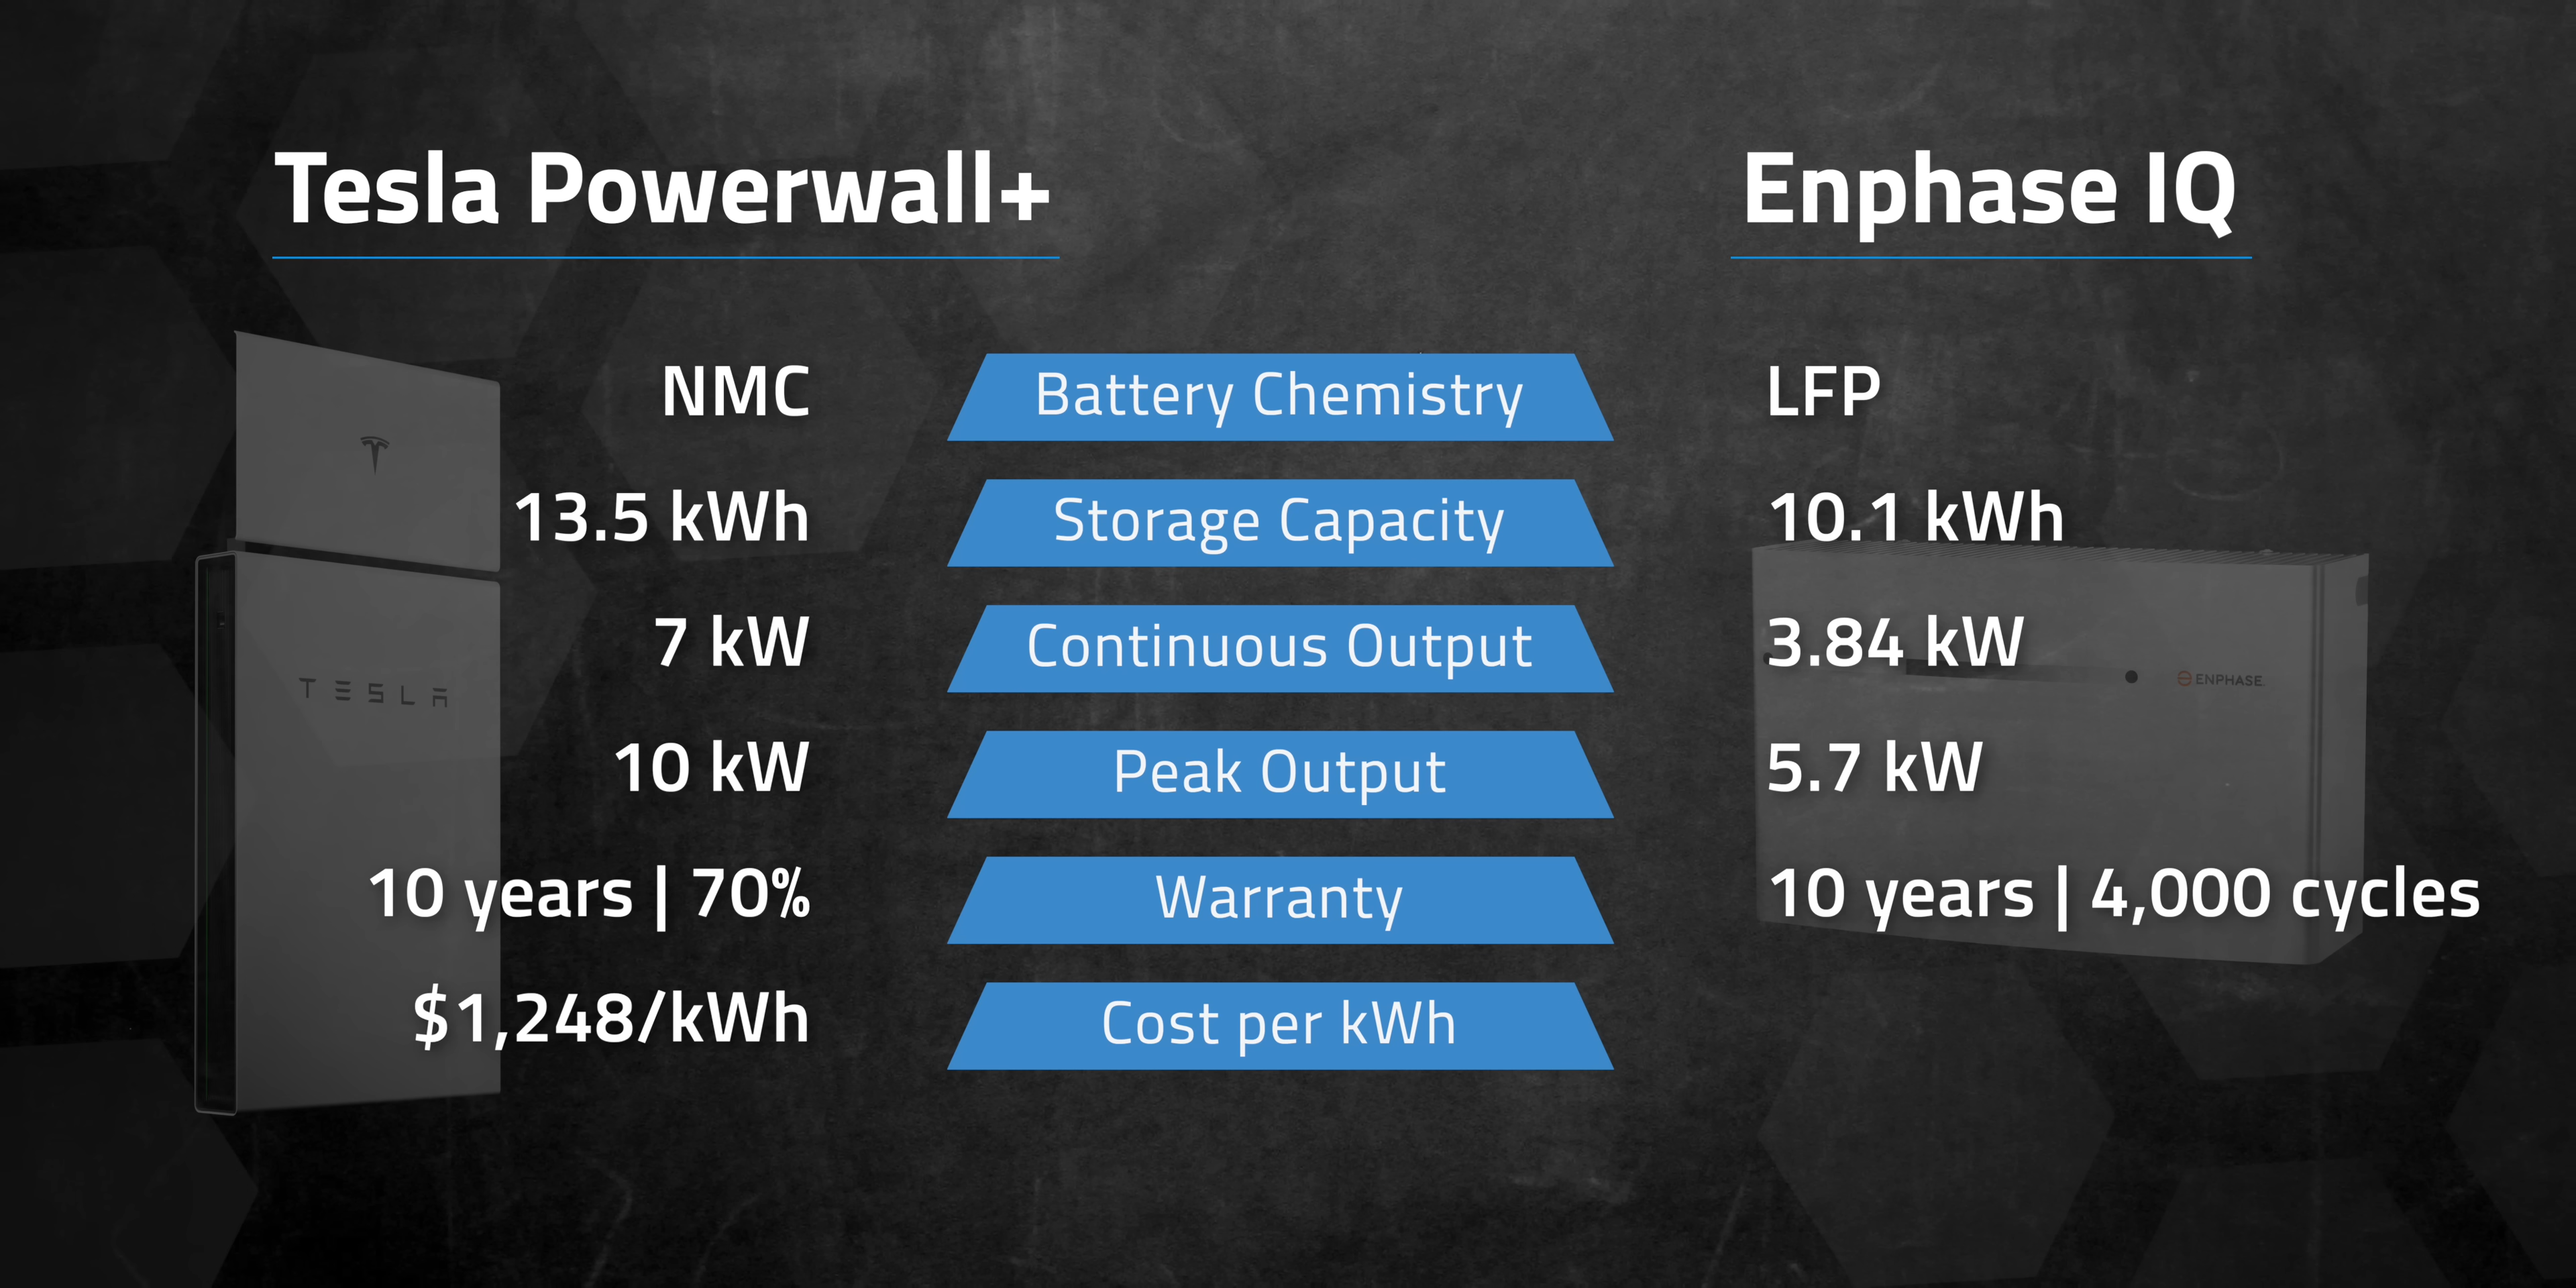 Tesla Powerwall+
Enphase IQ
NMC
Battery Chemistry
LFP
13.5 kWh
Storage Capacity
10.1 kWh
7 kW
Continuous Output
3.84 kW
TESLA
ENPHASE
10 kW
Peak Output
5.7 kW
10 years | 70%
Warranty
10 years | 4,000 cycles
$1,248/kWh
Cost per kWh